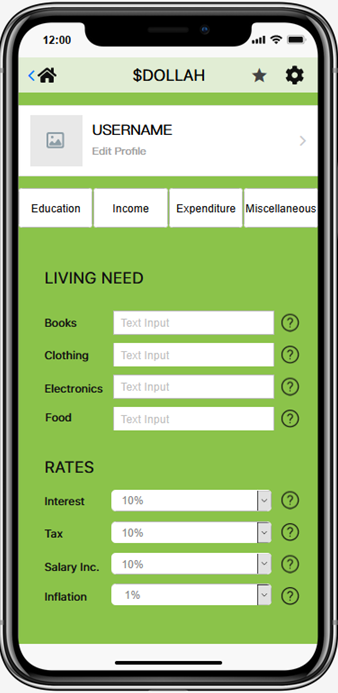 12:00
$DOLLAH
USERNAME
Edit Profile
Education Income Expenditure Miscellaneous
LIVING NEED
Books Text Input ?
Clothing Text Input ?
Electronics Text Input ?
Food Text Input ?
RATES
Interest 10% ?
Tax 10% ?
Salary Inc. 10% ?
Inflation 1% ?